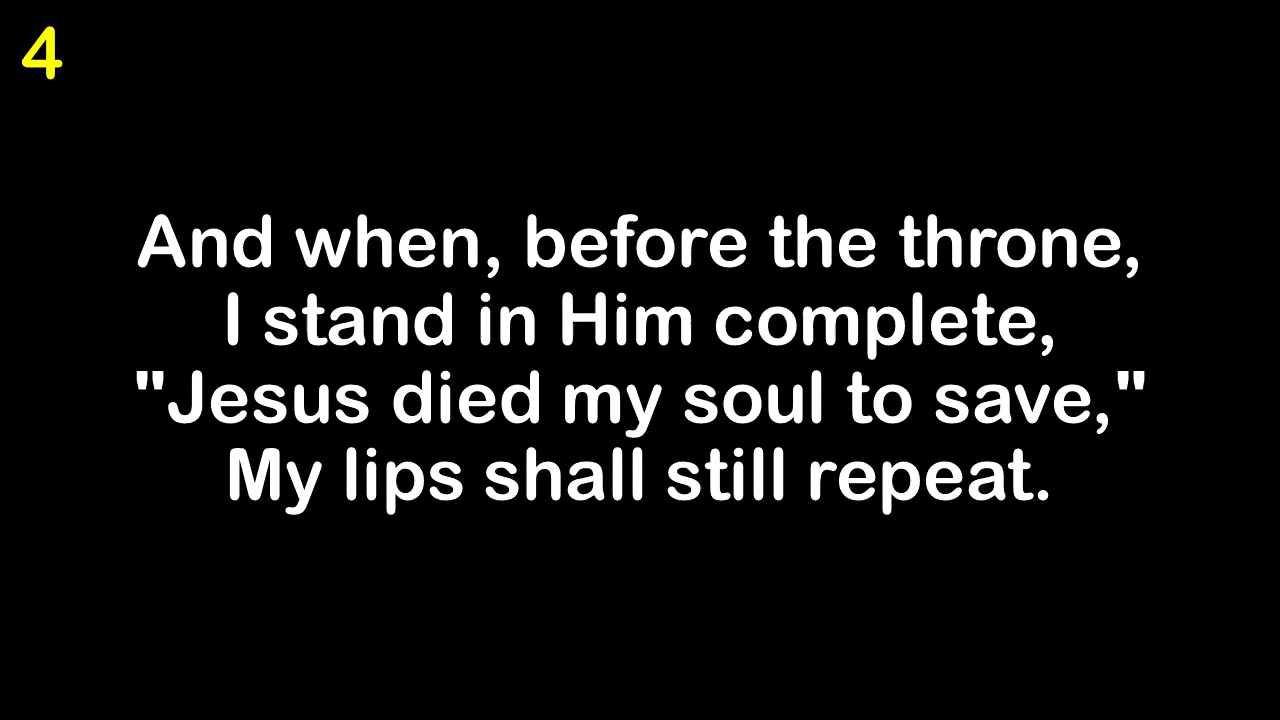 4
And when, before the throne,
I stand in Him complete,
"Jesus died my soul to save,"
My lips shall still repeat.